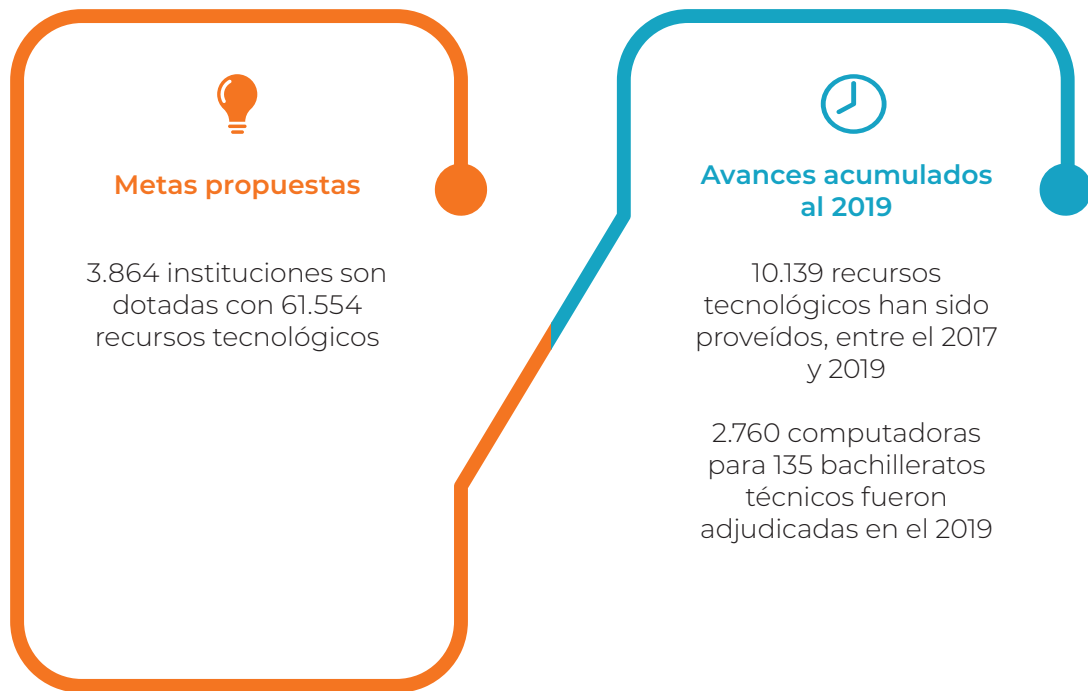 Metas propuestas
3.864 instituciones son
dotadas con 61.554
recursos tecnológicos
Avances acumulados
al 2019
10.139 recursos
tecnológicos han sido
proveídos, entre el 2017
y 2019
2.760 computadoras
para 135 bachilleratos
técnicos fueron
adjudicadas en el 2019